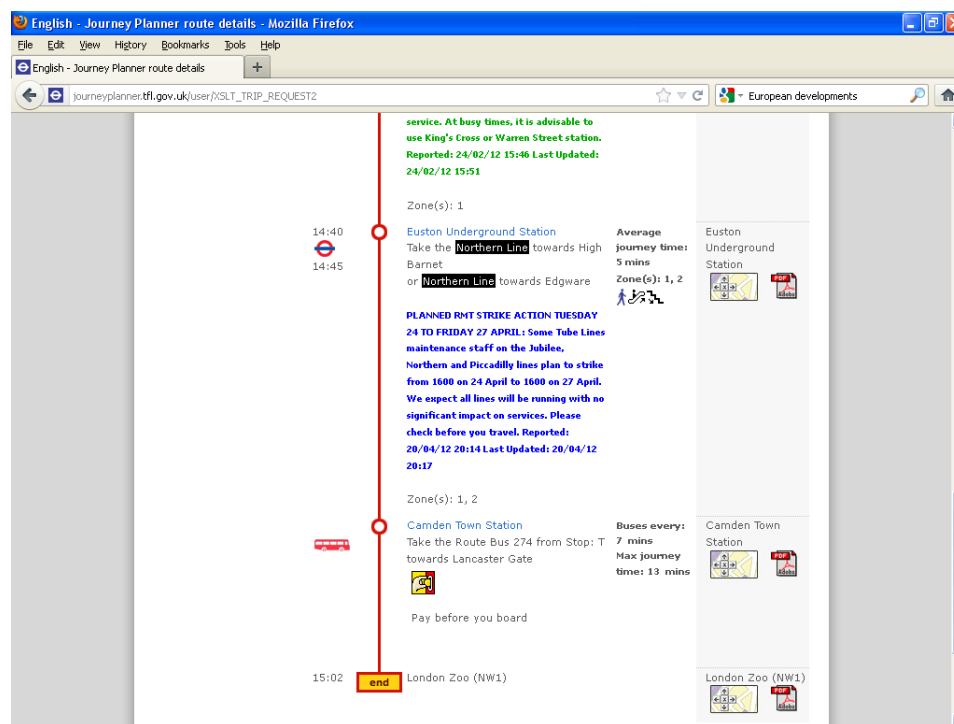 English - Journey Planner route details - Mozilla Firefox
File Edit View History Bookmarks Tools Help
English - Journey Planner route details
journeyplanner.tfl.gov.uk/user/XSLT_TRIP_REQUEST2
European developments
service. At busy times, it is advisable to
use King's Cross or Warren Street station.
Reported: 24/02/12 15:46 Last Updated:
24/02/12 15:51
Zone(s): 1
14:40
14:45
Euston Underground Station
Take the Northern Line towards High
Barnet
or Northern Line towards Edgware
Average
journey time:
5 mins
Zone(s): 1, 2
Euston
Underground
Station
PDF
Adobe
PLANNED RMT STRIKE ACTION TUESDAY
24 TO FRIDAY 27 APRIL: Some Tube Lines
maintenance staff on the Jubilee,
Northern and Piccadilly lines plan to strike
from 1600 on 24 April to 1600 on 27 April.
We expect all lines will be running with no
significant impact on services. Please
check before you travel. Reported:
20/04/12 20:14 Last Updated: 20/04/12
20:17
Zone(s): 1, 2
Camden Town Station
Take the Route Bus 274 from Stop: T
towards Lancaster Gate
Pay before you board
Buses every:
7 mins
Max journey
time: 13 mins
Camden Town
Station
PDF
Adobe
15:02
end
London Zoo (NW1)
London Zoo (NW1)
PDF
Adobe